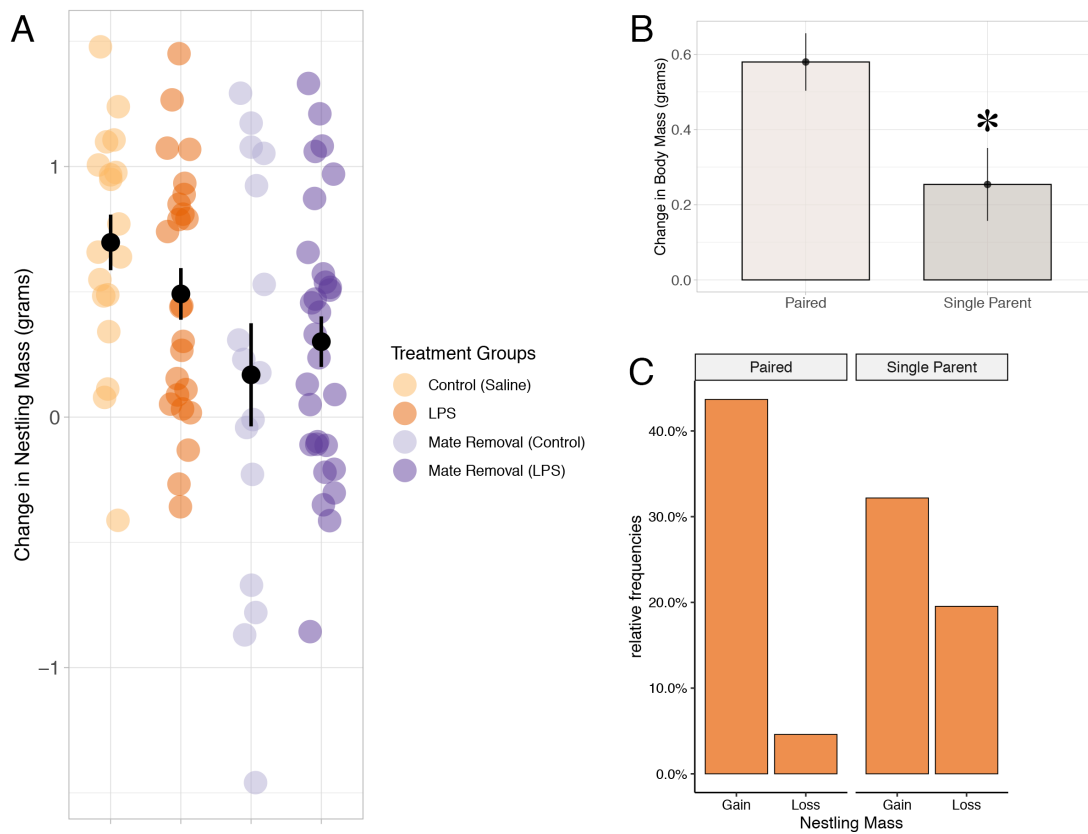 A
Change in Nestling Mass (grams)
1
0
−1
Treatment Groups
Control (Saline)
LPS
Mate Removal (Control)
Mate Removal (LPS)
B
Change in Body Mass (grams)
0.6
0.4
0.2
0.0
*
Paired
Single Parent
C
Paired
Single Parent
relative frequencies
40.0%
30.0%
20.0%
10.0%
0.0%
Gain
Loss
Gain
Loss
Nestling Mass